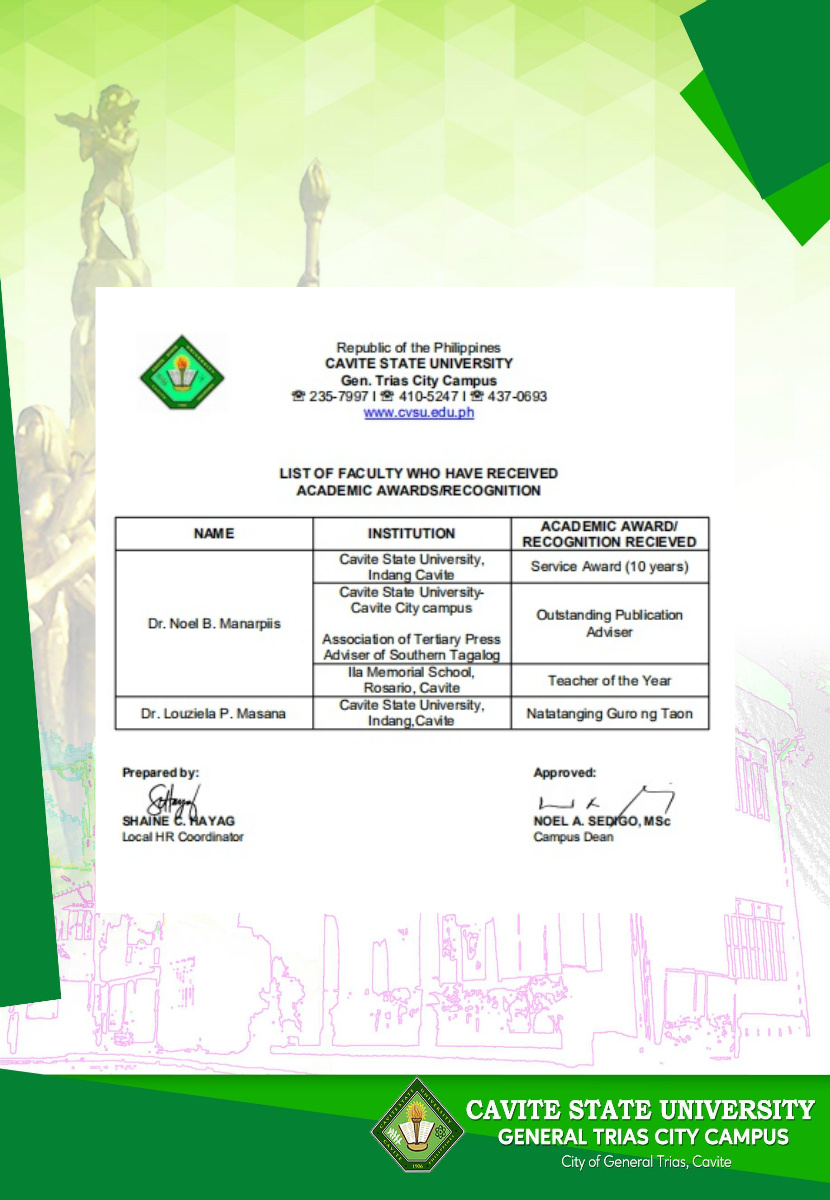 Republic of the Philippines
CAVITE STATE UNIVERSITY
Gen. Trias City Campus
☏ 235-7997 I ☏ 410-5247 I ☏ 437-0693
www.cvsu.edu.ph
LIST OF FACULTY WHO HAVE RECEIVED
ACADEMIC AWARDS/RECOGNITION
NAME
INSTITUTION
ACADEMIC AWARD/
RECOGNITION RECIEVED
Dr. Noel B. Manarpiis
Cavite State University,
Indang Cavite
Service Award (10 years)
Cavite State University-
Cavite City campus
Association of Tertiary Press
Adviser of Southern Tagalog
Outstanding Publication
Adviser
Ila Memorial School,
Rosario, Cavite
Teacher of the Year
Dr. Louziela P. Masana
Cavite State University,
Indang,Cavite
Natatanging Guro ng Taon
Prepared by:
SHAINE C. HAYAG
Local HR Coordinator
Approved:
NOEL A. SEDIGO, MSc
Campus Dean
CAVITE STATE UNIVERSITY
GENERAL TRIAS CITY CAMPUS
City of General Trias, Cavite